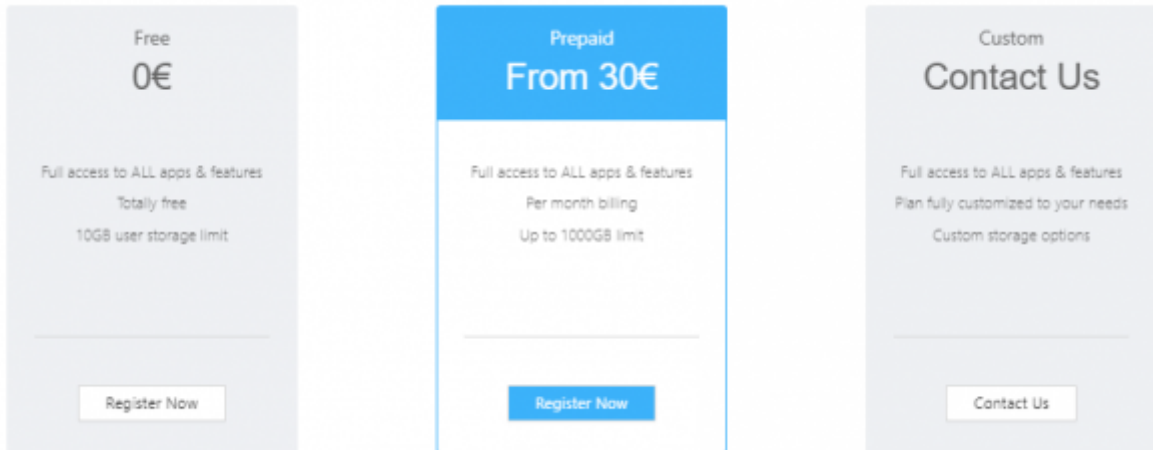 Free
0€
Full access to ALL apps & features
Totally free
10GB user storage limit
Register Now
Prepaid
From 30€
Full access to ALL apps & features
Per month billing
Up to 1000GB limit
Register Now
Custom
Contact Us
Full access to ALL apps & features
Plan fully customized to your needs
Custom storage options
Contact Us